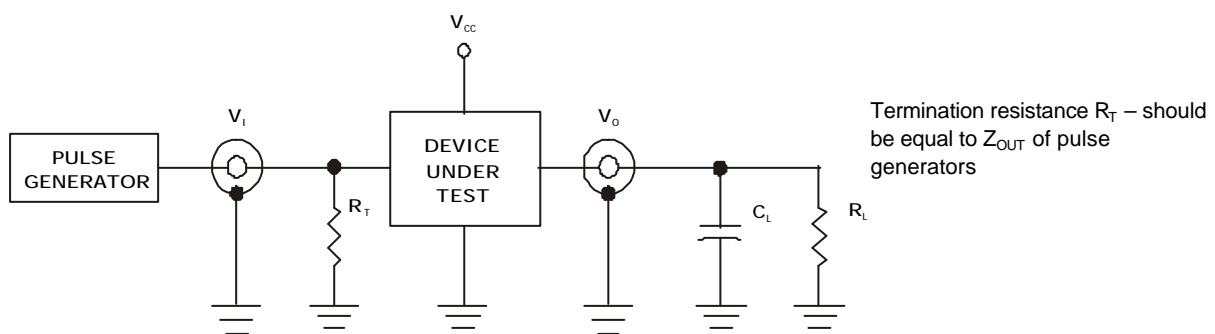 V_CC
V_I
V_O
PULSE
GENERATOR
DEVICE
UNDER
TEST
R_T
C_L
R_L
Termination resistance R_T – should
be equal to Z_OUT of pulse
generators